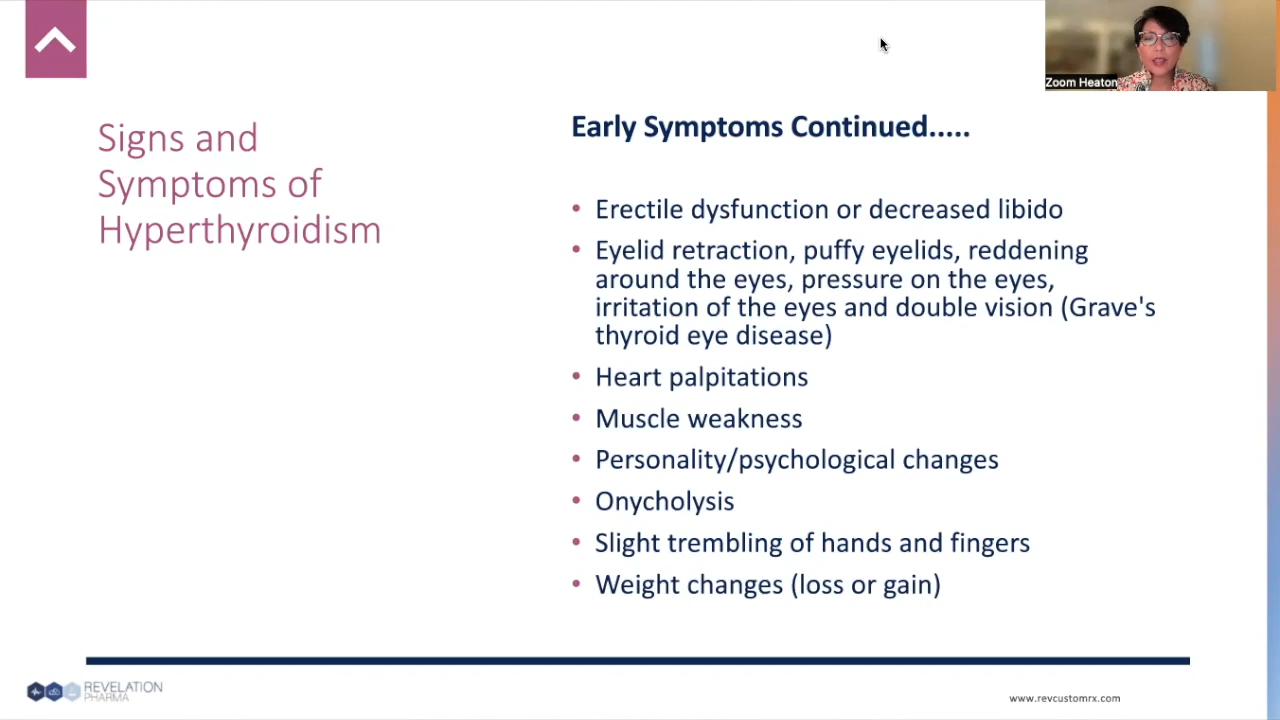 Zoom Heaton
Signs and
Symptoms of
Hyperthyroidism
Early Symptoms Continued.....
• Erectile dysfunction or decreased libido
• Eyelid retraction, puffy eyelids, reddening
around the eyes, pressure on the eyes,
irritation of the eyes and double vision (Grave's
thyroid eye disease)
• Heart palpitations
• Muscle weakness
• Personality/psychological changes
• Onycholysis
• Slight trembling of hands and fingers
• Weight changes (loss or gain)
REVELATION
PHARMA
www.revcustomrx.com